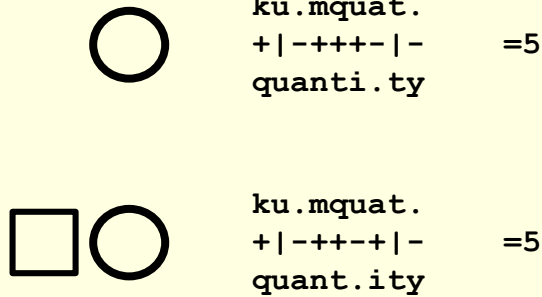 ku.mquat.
+|-+++-|- =5
quanti.ty
ku.mquat.
+|-++-+|- =5
quant.ity